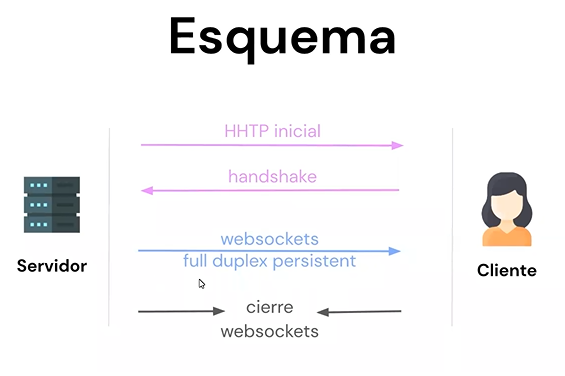 Esquema
HHTP inicial
handshake
websockets
full duplex persistent
Servidor
Cliente
cierre
websockets